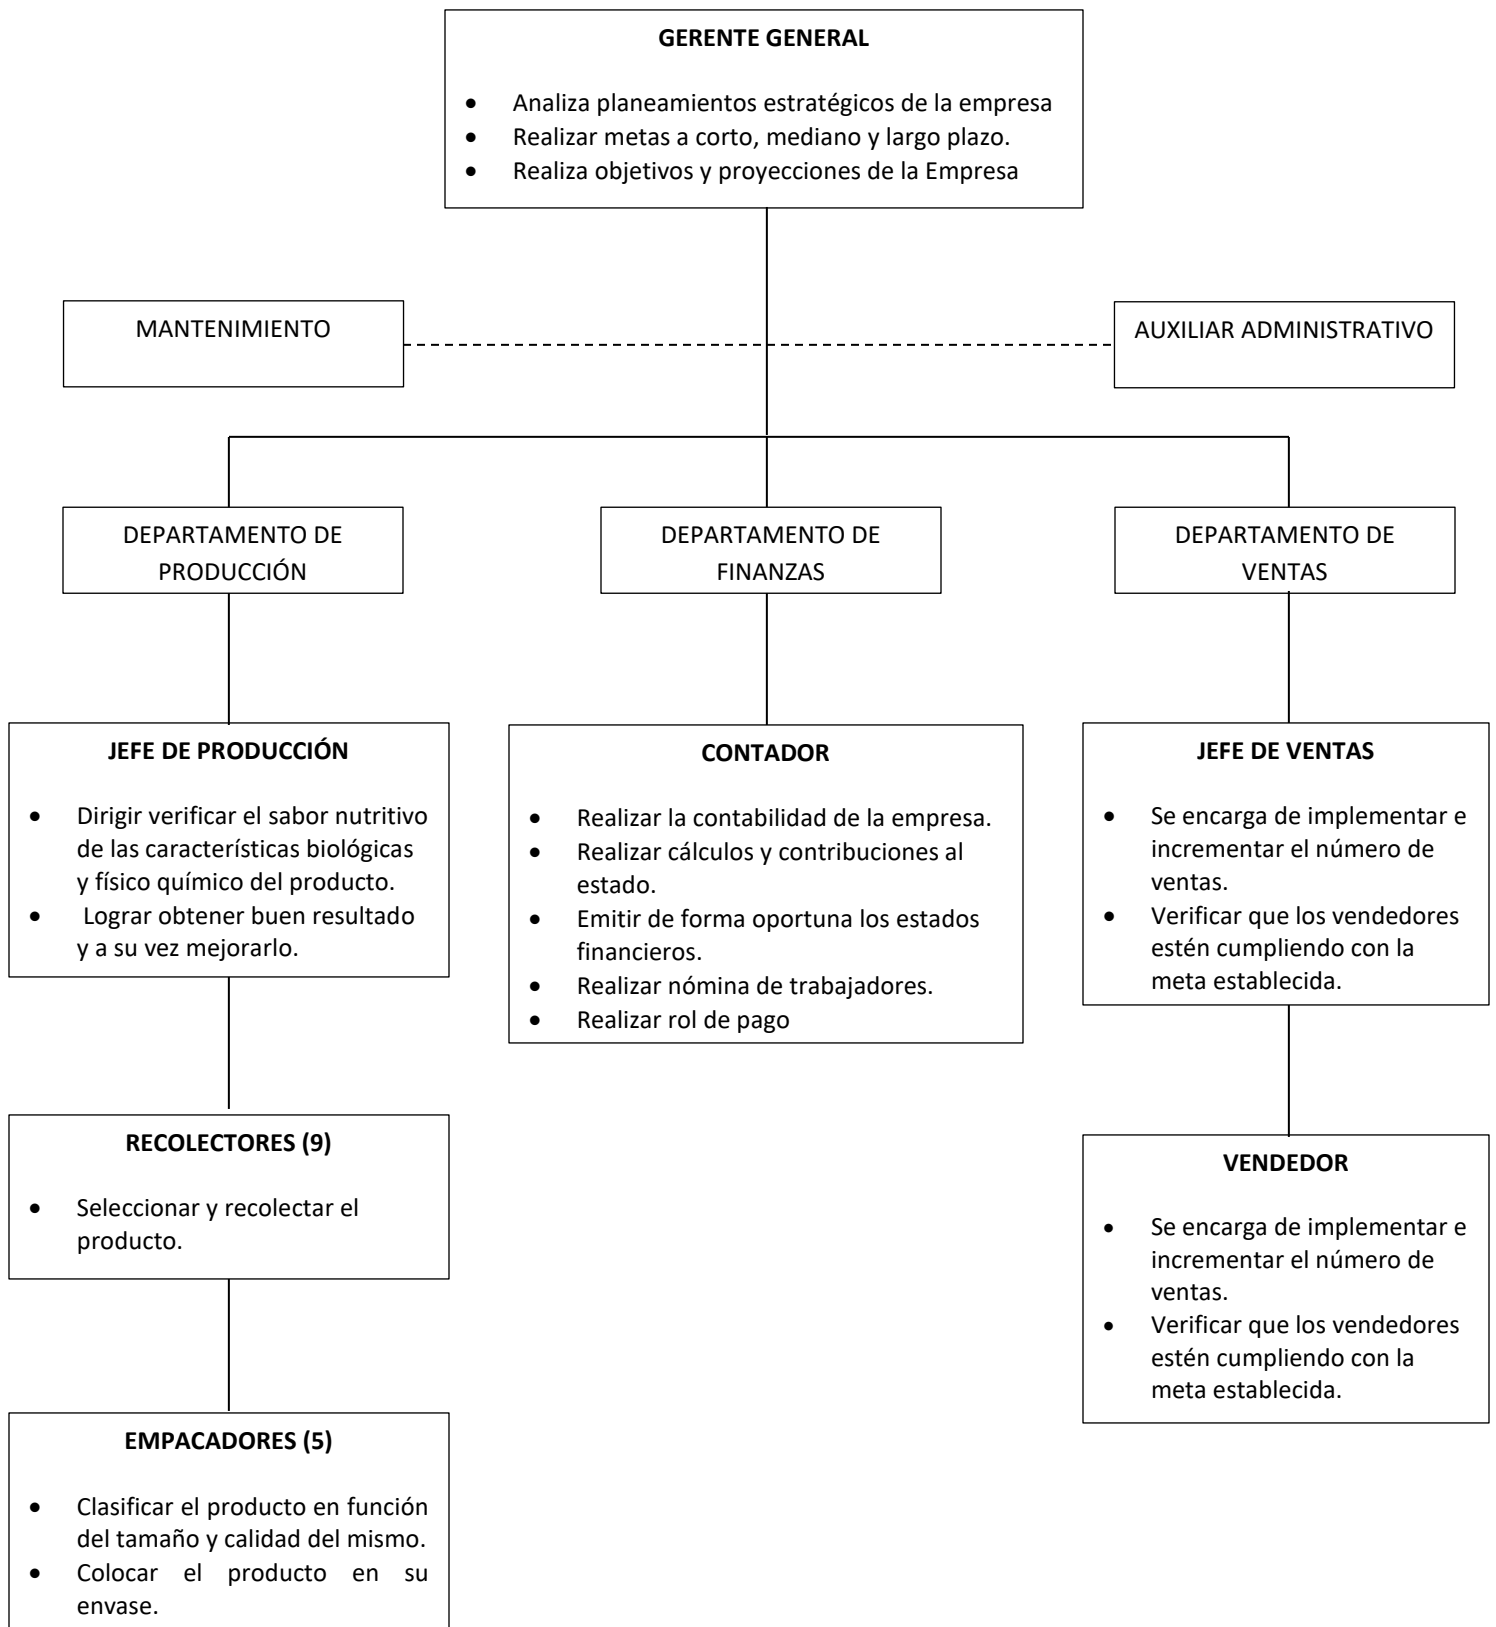 GERENTE GENERAL
• Analiza planeamientos estratégicos de la empresa
• Realizar metas a corto, mediano y largo plazo.
• Realiza objetivos y proyecciones de la Empresa
MANTENIMIENTO
AUXILIAR ADMINISTRATIVO
DEPARTAMENTO DE
PRODUCCIÓN
DEPARTAMENTO DE
FINANZAS
DEPARTAMENTO DE
VENTAS
JEFE DE PRODUCCIÓN
• Dirigir verificar el sabor nutritivo
de las características biológicas
y físico químico del producto.
• Lograr obtener buen resultado
y a su vez mejorarlo.
CONTADOR
• Realizar la contabilidad de la empresa.
• Realizar cálculos y contribuciones al
estado.
• Emitir de forma oportuna los estados
financieros.
• Realizar nómina de trabajadores.
• Realizar rol de pago
JEFE DE VENTAS
• Se encarga de implementar e
incrementar el número de
ventas.
• Verificar que los vendedores
estén cumpliendo con la
meta establecida.
RECOLECTORES (9)
• Seleccionar y recolectar el
producto.
VENDEDOR
• Se encarga de implementar e
incrementar el número de
ventas.
• Verificar que los vendedores
estén cumpliendo con la
meta establecida.
EMPACADORES (5)
• Clasificar el producto en función
del tamaño y calidad del mismo.
• Colocar el producto en su
envase.